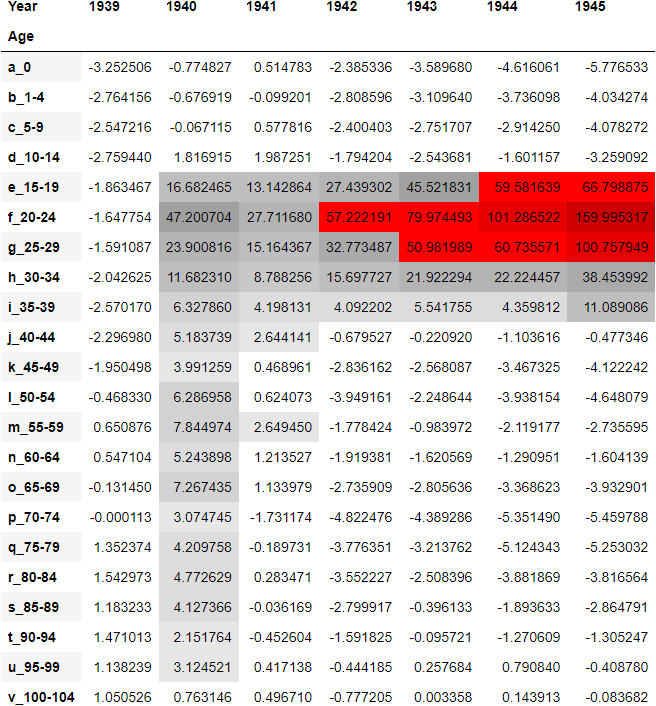 Year 1939 1940 1941 1942 1943 1944 1945
Age
a_0 -3.252506 -0.774827 0.514783 -2.385336 -3.589680 -4.616061 -5.776533
b_1-4 -2.764156 -0.676919 -0.099201 -2.808596 -3.109640 -3.736098 -4.034274
c_5-9 -2.547216 -0.067115 0.577816 -2.400403 -2.751707 -2.914250 -4.078272
d_10-14 -2.759440 1.816915 1.987251 -1.794204 -2.543681 -1.601157 -3.259092
e_15-19 -1.863467 16.682465 13.142864 27.439302 45.521831 59.581639 66.798875
f_20-24 -1.647754 47.200704 27.711680 57.222191 79.974493 101.286522 159.995317
g_25-29 -1.591087 23.900816 15.164367 32.773487 50.981989 60.735571 100.757949
h_30-34 -2.042625 11.682310 8.788256 15.697727 21.922294 22.224457 38.453992
i_35-39 -2.570170 6.327860 4.198131 4.092202 5.541755 4.359812 11.089086
j_40-44 -2.296980 5.183739 2.644141 -0.679527 -0.220920 -1.103616 -0.477346
k_45-49 -1.950498 3.991259 0.468961 -2.836162 -2.568087 -3.467325 -4.122242
l_50-54 -0.468330 6.286958 0.624073 -3.949161 -2.248644 -3.938154 -4.648079
m_55-59 0.650876 7.844974 2.649450 -1.778424 -0.983972 -2.119177 -2.735595
n_60-64 0.547104 5.243898 1.213527 -1.919381 -1.620569 -1.290951 -1.604139
o_65-69 -0.131450 7.267435 1.133979 -2.735909 -2.805636 -3.368623 -3.932901
p_70-74 -0.000113 3.074745 -1.731174 -4.822476 -4.389286 -5.351490 -5.459788
q_75-79 1.352374 4.209758 -0.189731 -3.776351 -3.213762 -5.124343 -5.253032
r_80-84 1.542973 4.772629 0.283471 -3.552227 -2.508396 -3.881869 -3.816564
s_85-89 1.183233 4.127366 -0.036169 -2.799917 -0.396133 -1.893633 -2.864791
t_90-94 1.471013 2.151764 -0.452604 -1.591825 -0.095721 -1.270609 -1.305247
u_95-99 1.138239 3.124521 0.417138 -0.444185 0.257684 0.790840 -0.408780
v_100-104 1.050526 0.763146 0.496710 -0.777205 0.003358 0.143913 -0.083682